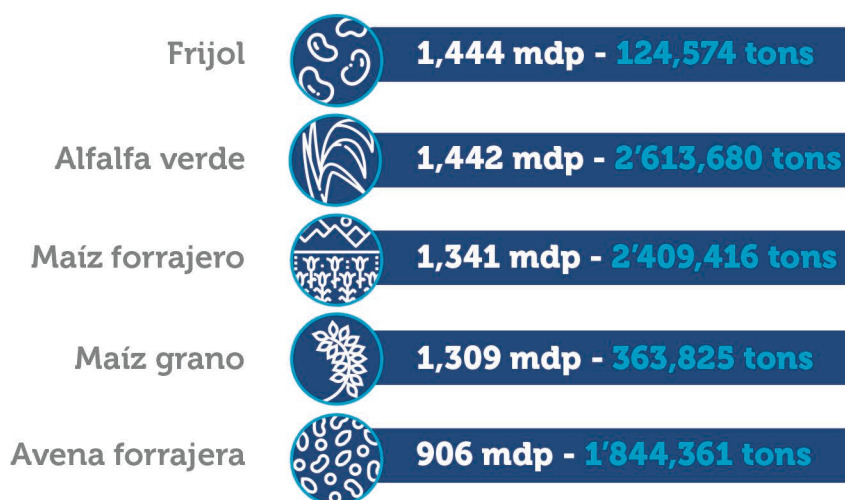 Frijol 1,444 mdp - 124,574 tons
Alfalfa verde 1,442 mdp - 2’613,680 tons
Maíz forrajero 1,341 mdp - 2’409,416 tons
Maíz grano 1,309 mdp - 363,825 tons
Avena forrajera 906 mdp - 1’844,361 tons